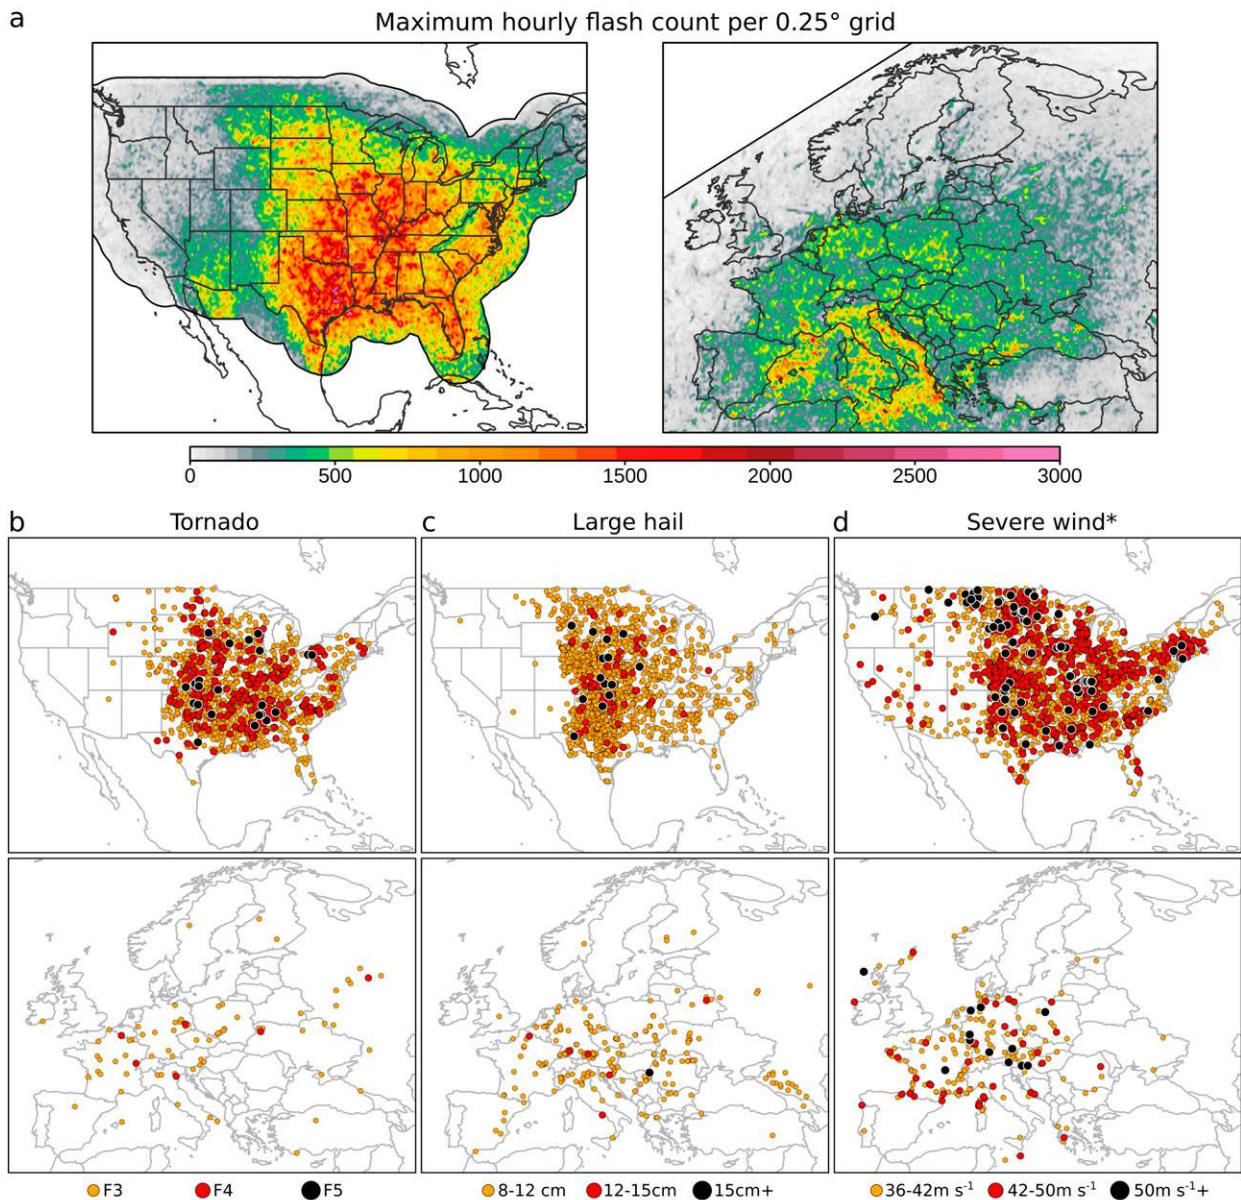 a
Maximum hourly flash count per 0.25° grid
0 500 1000 1500 2000 2500 3000
b Tornado
c Large hail
d Severe wind*
F3 F4 F5
8-12 cm 12-15cm 15cm+
36-42m s⁻¹ 42-50m s⁻¹ 50m s⁻¹+